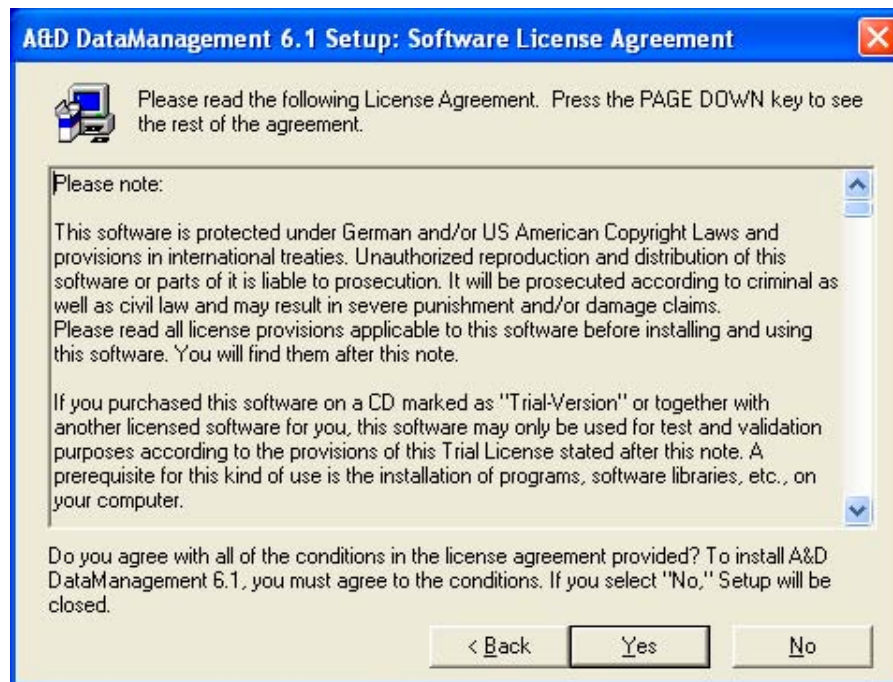 A&D DataManagement 6.1 Setup: Software License Agreement
Please read the following License Agreement.  Press the PAGE DOWN key to see
the rest of the agreement.
Please note:
This software is protected under German and/or US American Copyright Laws and
provisions in international treaties. Unauthorized reproduction and distribution of this
software or parts of it is liable to prosecution. It will be prosecuted according to criminal as
well as civil law and may result in severe punishment and/or damage claims.
Please read all license provisions applicable to this software before installing and using
this software. You will find them after this note.
If you purchased this software on a CD marked as "Trial-Version" or together with
another licensed software for you, this software may only be used for test and validation
purposes according to the provisions of this Trial License stated after this note. A
prerequisite for this kind of use is the installation of programs, software libraries, etc., on
your computer.
Do you agree with all of the conditions in the license agreement provided? To install A&D
DataManagement 6.1, you must agree to the conditions. If you select "No," Setup will be
closed.
< Back Yes No